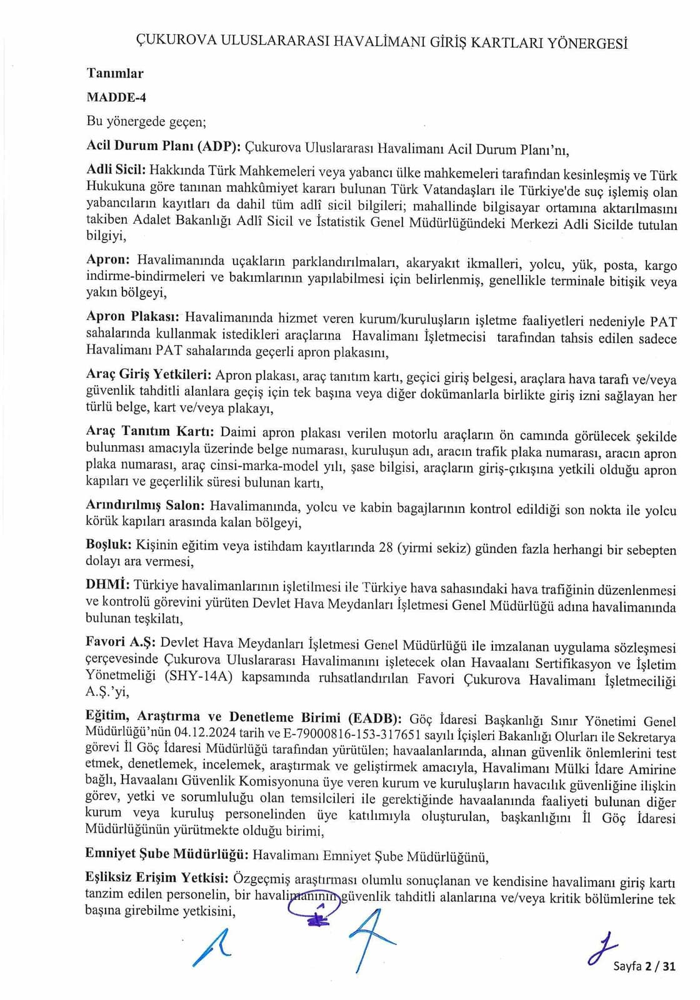 ÇUKUROVA ULUSLARARASI HAVALİMANI GİRİŞ KARTLARI YÖNERGESİ
Tanımlar
MADDE-4
Bu yönergede geçen;
Acil Durum Planı (ADP): Çukurova Uluslararası Havalimanı Acil Durum Planı’nı,
Adli Sicil: Hakkında Türk Mahkemeleri veya yabancı ülke mahkemeleri tarafından kesinleşmiş ve Türk
Hukukuna göre tanınan mahkûmiyet kararı bulunan Türk Vatandaşları ile Türkiye'de suç işlemiş olan
yabancıların kayıtları da dahil tüm adlî sicil bilgileri; mahallinde bilgisayar ortamına aktarılmasını
takiben Adalet Bakanlığı Adlî Sicil ve İstatistik Genel Müdürlüğündeki Merkezi Adli Sicilde tutulan
bilgiyi,
Apron: Havalimanında uçakların parklandırılmaları, akaryakıt ikmalleri, yolcu, yük, posta, kargo
indirme-bindirmeleri ve bakımlarının yapılabilmesi için belirlenmiş, genellikle terminale bitişik veya
yakın bölgeyi,
Apron Plakası: Havalimanında hizmet veren kurum/kuruluşların işletme faaliyetleri nedeniyle PAT
sahalarında kullanmak istedikleri araçlarına Havalimanı İşletmecisi tarafından tahsis edilen sadece
Havalimanı PAT sahalarında geçerli apron plakasını,
Araç Giriş Yetkileri: Apron plakası, araç tanıtım kartı, geçici giriş belgesi, araçlara hava tarafı ve/veya
güvenlik tahditli alanlara geçiş için tek başına veya diğer dokümanlarla birlikte giriş izni sağlayan her
türlü belge, kart ve/veya plakayı,
Araç Tanıtım Kartı: Daimi apron plakası verilen motorlu araçların ön camında görülecek şekilde
bulunması amacıyla üzerinde belge numarası, kuruluşun adı, aracın trafik plaka numarası, aracın apron
plaka numarası, araç cinsi-marka-model yılı, şase bilgisi, araçların giriş-çıkışına yetkili olduğu apron
kapıları ve geçerlilik süresi bulunan kartı,
Arındırılmış Salon: Havalimanında, yolcu ve kabin bagajlarının kontrol edildiği son nokta ile yolcu
körük kapıları arasında kalan bölgeyi,
Boşluk: Kişinin eğitim veya istihdam kayıtlarında 28 (yirmi sekiz) günden fazla herhangi bir sebepten
dolayı ara vermesi,
DHMİ: Türkiye havalimanlarının işletilmesi ile Türkiye hava sahasındaki hava trafiğinin düzenlenmesi
ve kontrolü görevini yürüten Devlet Hava Meydanları İşletmesi Genel Müdürlüğü adına havalimanında
bulunan teşkilatı,
Favori A.Ş: Devlet Hava Meydanları İşletmesi Genel Müdürlüğü ile imzalanan uygulama sözleşmesi
çerçevesinde Çukurova Uluslararası Havalimanını işletecek olan Havaalanı Sertifikasyon ve İşletim
Yönetmeliği (SHY-14A) kapsamında ruhsatlandırılan Favori Çukurova Havalimanı İşletmeciliği
A.Ş.’yi,
Eğitim, Araştırma ve Denetleme Birimi (EADB): Göç İdaresi Başkanlığı Sınır Yönetimi Genel
Müdürlüğü’nün 04.12.2024 tarih ve E-79000816-153-317651 sayılı İçişleri Bakanlığı Olurları ile Sekretarya
görevi İl Göç İdaresi Müdürlüğü tarafından yürütülen; havaalanlarında, alınan güvenlik önlemlerini test
etmek, denetlemek, incelemek, araştırmak ve geliştirmek amacıyla, Havalimanı Mülki İdare Amirine
bağlı, Havaalanı Güvenlik Komisyonuna üye veren kurum ve kuruluşların havacılık güvenliğine ilişkin
görev, yetki ve sorumluluğu olan temsilcileri ile gerektiğinde havaalanında faaliyeti bulunan diğer
kurum veya kuruluş personelinden üye katılımıyla oluşturulan, başkanlığını İl Göç İdaresi
Müdürlüğünün yürütmekte olduğu birimi,
Emniyet Şube Müdürlüğü: Havalimanı Emniyet Şube Müdürlüğünü,
Eşliksiz Erişim Yetkisi: Özgeçmiş araştırması olumlu sonuçlanan ve kendisine havalimanı giriş kartı
tanzim edilen personelin, bir havalimanının güvenlik tahditli alanlarına ve/veya kritik bölümlerine tek
başına girebilme yetkisini,
Sayfa 2 / 31